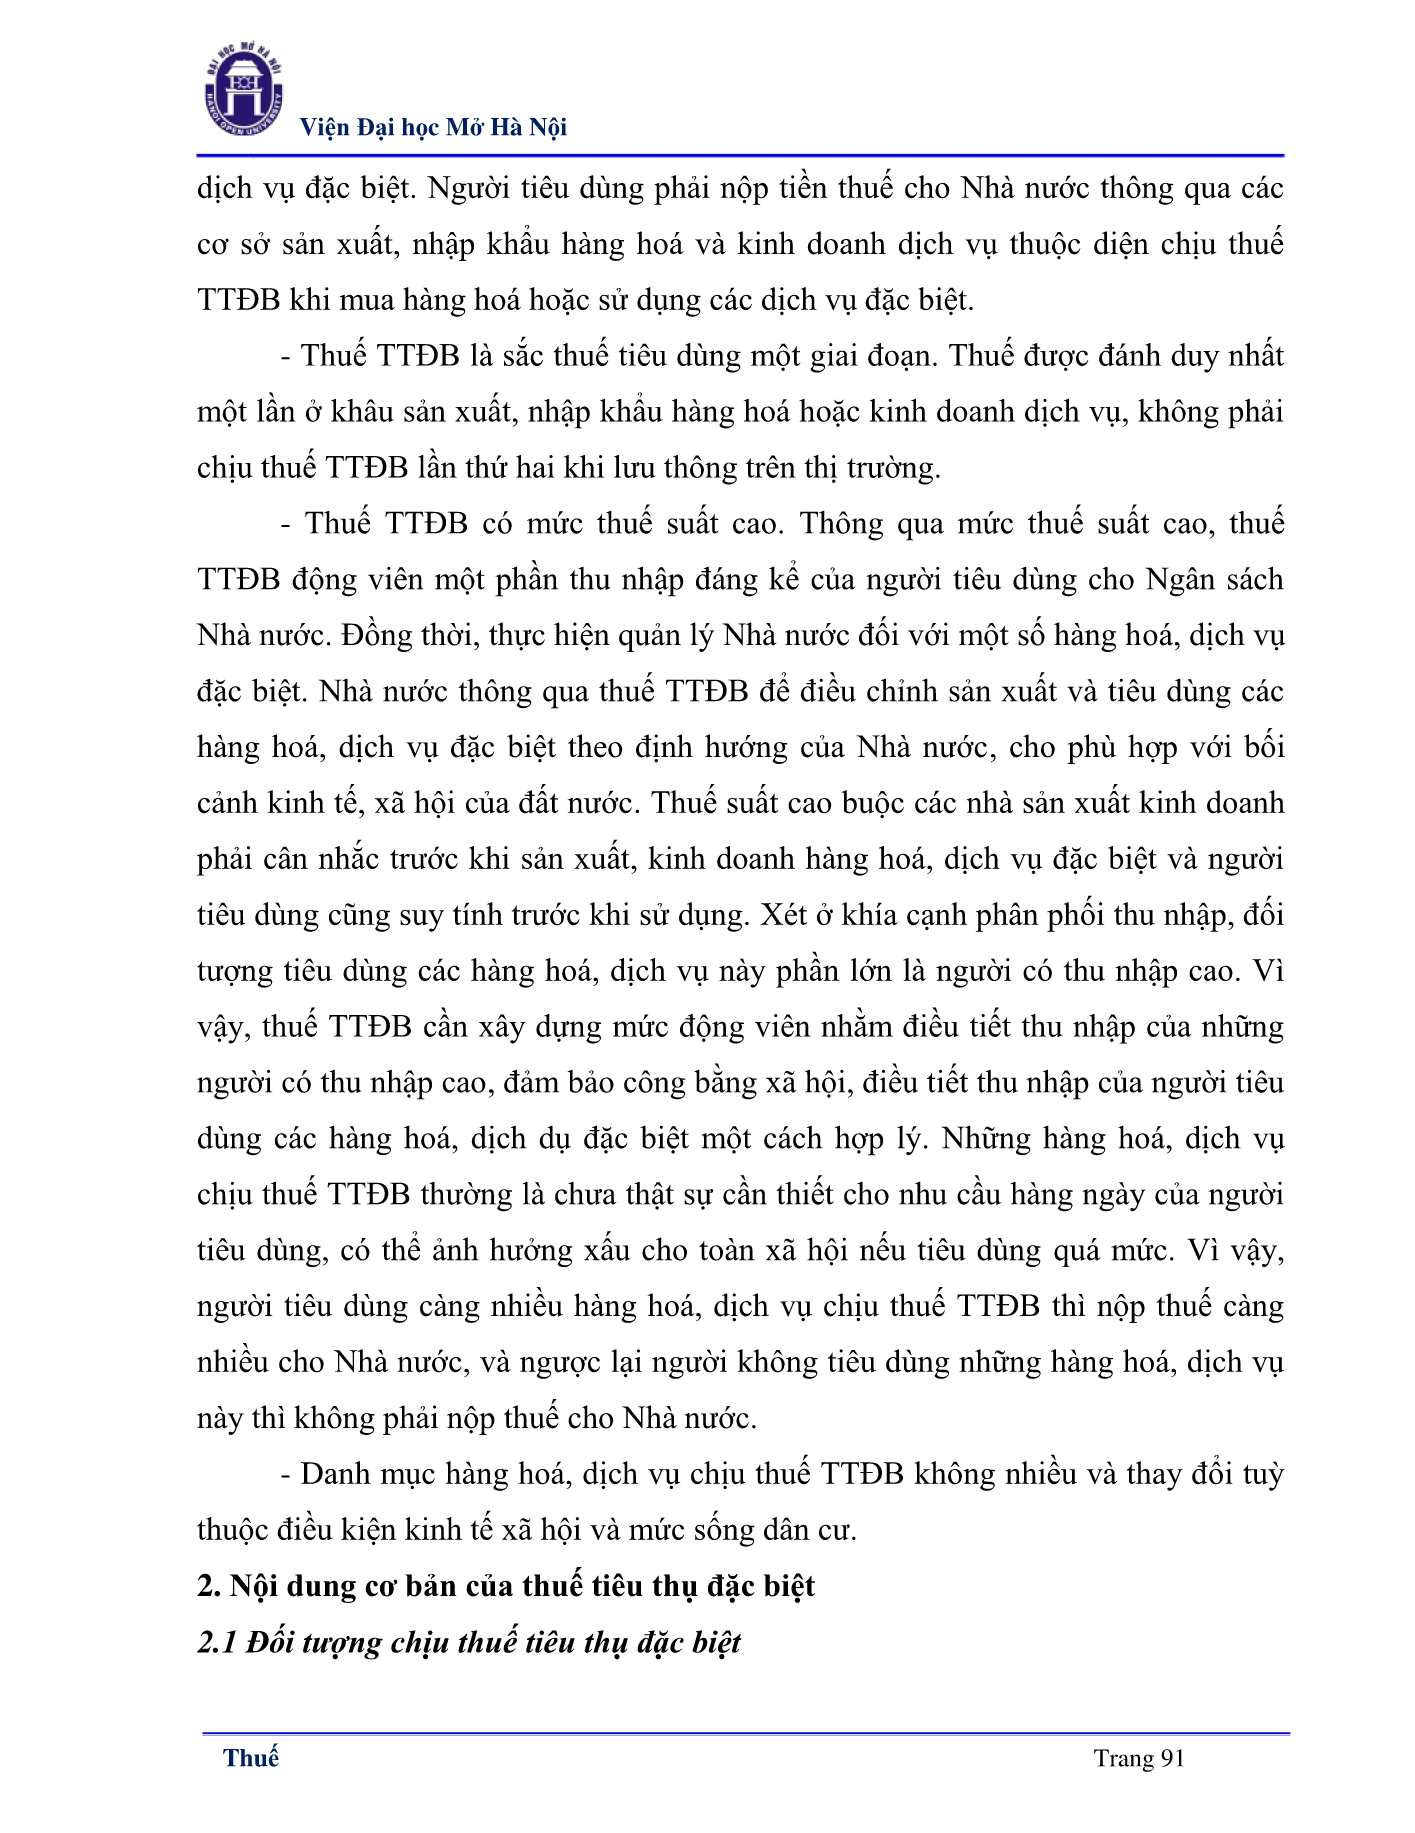 ĐẠI HỌC MỞ HÀ NỘI
HANOI OPEN UNIVERSITY
Viện Đại học Mở Hà Nội
dịch vụ đặc biệt. Người tiêu dùng phải nộp tiền thuế cho Nhà nước thông qua các
cơ sở sản xuất, nhập khẩu hàng hoá và kinh doanh dịch vụ thuộc diện chịu thuế
TTĐB khi mua hàng hoá hoặc sử dụng các dịch vụ đặc biệt.
- Thuế TTĐB là sắc thuế tiêu dùng một giai đoạn. Thuế được đánh duy nhất
một lần ở khâu sản xuất, nhập khẩu hàng hoá hoặc kinh doanh dịch vụ, không phải
chịu thuế TTĐB lần thứ hai khi lưu thông trên thị trường.
- Thuế TTĐB có mức thuế suất cao. Thông qua mức thuế suất cao, thuế
TTĐB động viên một phần thu nhập đáng kể của người tiêu dùng cho Ngân sách
Nhà nước. Đồng thời, thực hiện quản lý Nhà nước đối với một số hàng hoá, dịch vụ
đặc biệt. Nhà nước thông qua thuế TTĐB để điều chỉnh sản xuất và tiêu dùng các
hàng hoá, dịch vụ đặc biệt theo định hướng của Nhà nước, cho phù hợp với bối
cảnh kinh tế, xã hội của đất nước. Thuế suất cao buộc các nhà sản xuất kinh doanh
phải cân nhắc trước khi sản xuất, kinh doanh hàng hoá, dịch vụ đặc biệt và người
tiêu dùng cũng suy tính trước khi sử dụng. Xét ở khía cạnh phân phối thu nhập, đối
tượng tiêu dùng các hàng hoá, dịch vụ này phần lớn là người có thu nhập cao. Vì
vậy, thuế TTĐB cần xây dựng mức động viên nhằm điều tiết thu nhập của những
người có thu nhập cao, đảm bảo công bằng xã hội, điều tiết thu nhập của người tiêu
dùng các hàng hoá, dịch dụ đặc biệt một cách hợp lý. Những hàng hoá, dịch vụ
chịu thuế TTĐB thường là chưa thật sự cần thiết cho nhu cầu hàng ngày của người
tiêu dùng, có thể ảnh hưởng xấu cho toàn xã hội nếu tiêu dùng quá mức. Vì vậy,
người tiêu dùng càng nhiều hàng hoá, dịch vụ chịu thuế TTĐB thì nộp thuế càng
nhiều cho Nhà nước, và ngược lại người không tiêu dùng những hàng hoá, dịch vụ
này thì không phải nộp thuế cho Nhà nước.
- Danh mục hàng hoá, dịch vụ chịu thuế TTĐB không nhiều và thay đổi tuỳ
thuộc điều kiện kinh tế xã hội và mức sống dân cư.
2. Nội dung cơ bản của thuế tiêu thụ đặc biệt
2.1 Đối tượng chịu thuế tiêu thụ đặc biệt
Thuế
Trang 91